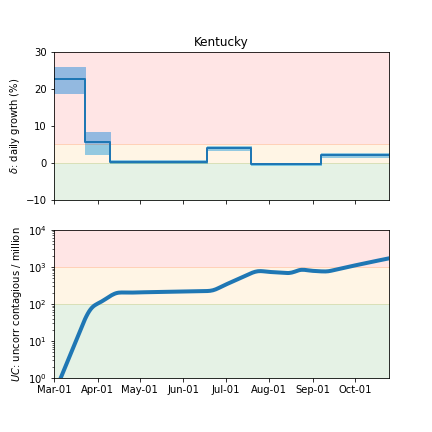 Kentucky
δ: daily growth (%)
30
20
10
0
−10
UC: uncorr contagious / million
10⁴
10³
10²
10¹
10⁰
Mar-01 Apr-01 May-01 Jun-01 Jul-01 Aug-01 Sep-01 Oct-01